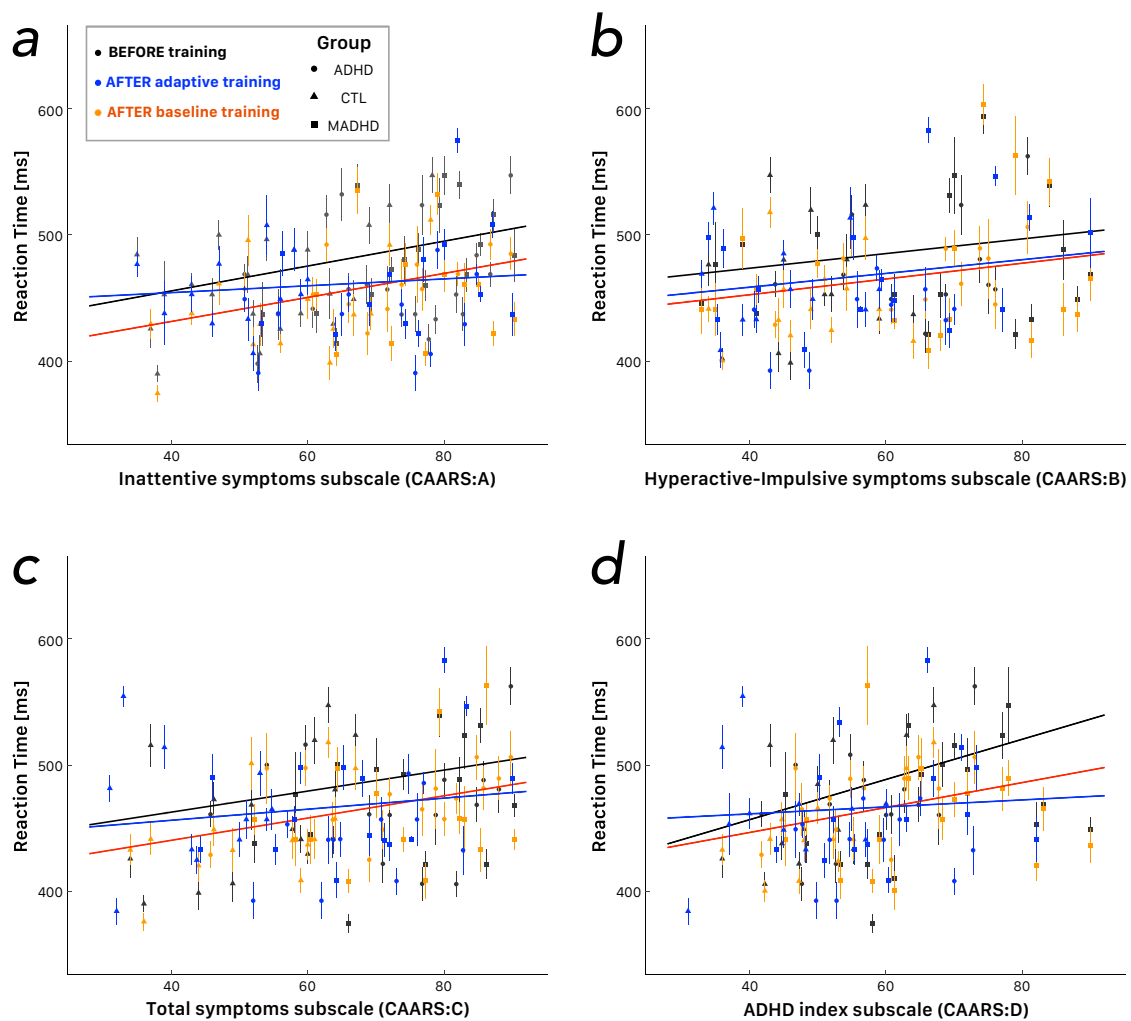 a
BEFORE training
AFTER adaptive training
AFTER baseline training
Group
ADHD
CTL
MADHD
Reaction Time [ms]
600
500
400
40 60 80
Inattentive symptoms subscale (CAARS:A)
b
Reaction Time [ms]
600
500
400
40 60 80
Hyperactive-Impulsive symptoms subscale (CAARS:B)
c
Reaction Time [ms]
600
500
400
40 60 80
Total symptoms subscale (CAARS:C)
d
Reaction Time [ms]
600
500
400
40 60 80
ADHD index subscale (CAARS:D)